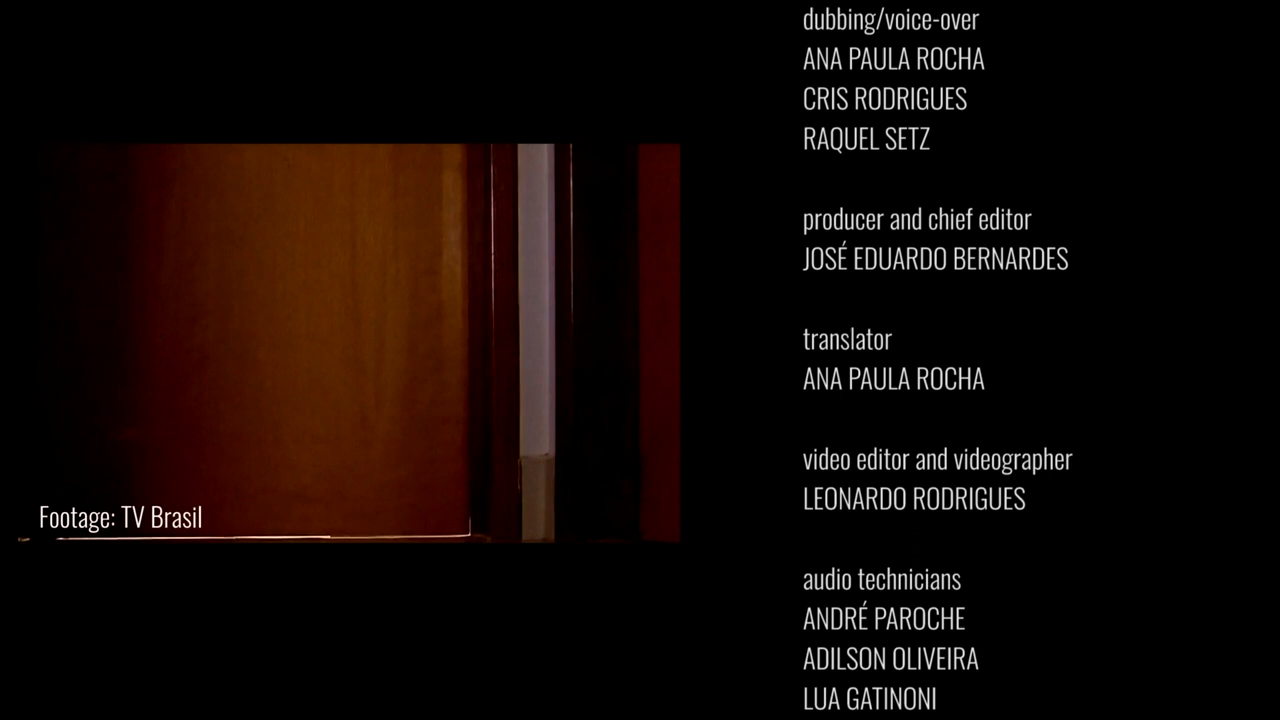 dubbing/voice-over
ANA PAULA ROCHA
CRIS RODRIGUES
RAQUEL SETZ
producer and chief editor
JOSÉ EDUARDO BERNARDES
translator
ANA PAULA ROCHA
video editor and videographer
LEONARDO RODRIGUES
audio technicians
ANDRÉ PAROCHE
ADILSON OLIVEIRA
LUA GATINONI
Footage: TV Brasil